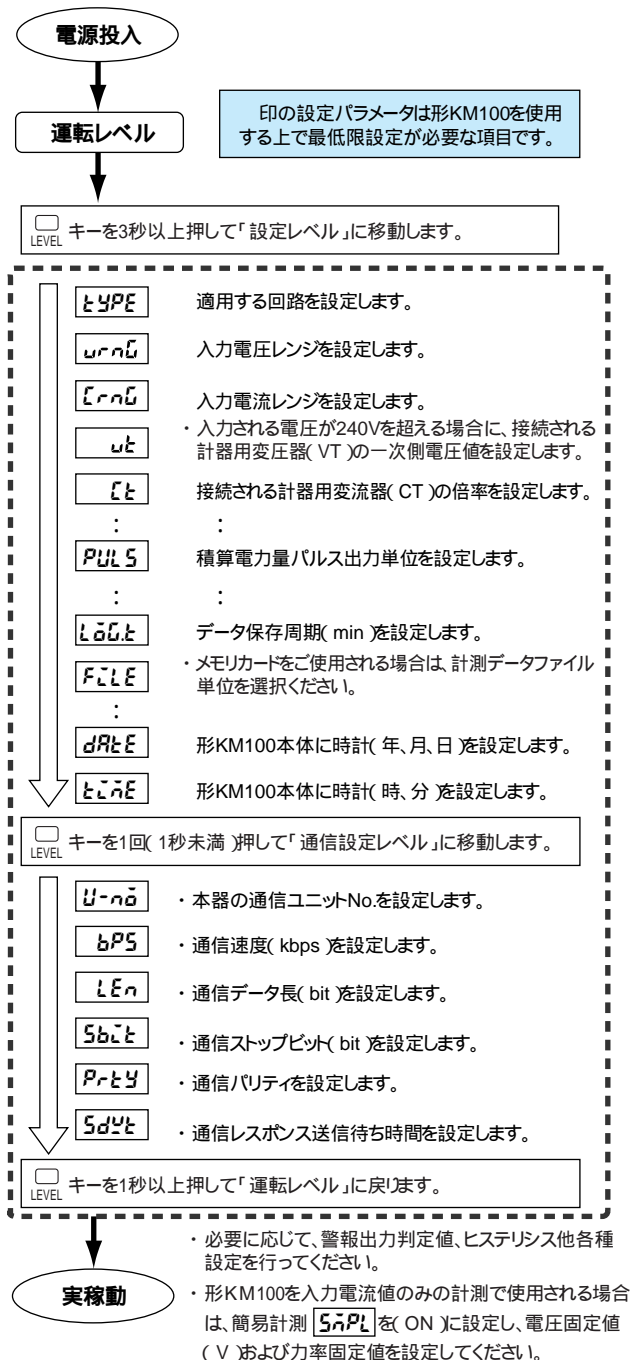 電源投入
運転レベル
印の設定パラメータは形KM100を使用
する上で最低限設定が必要な項目です。
LEVEL キーを3秒以上押して「設定レベル」に移動します。
tYPE 適用する回路を設定します。
vrnG 入力電圧レンジを設定します。
CrnG 入力電流レンジを設定します。
vt ・入力される電圧が240Vを超える場合に、接続される
計器用変圧器(VT)の一次側電圧値を設定します。
Ct 接続される計器用変流器(CT)の倍率を設定します。
： ：
PULS 積算電力量パルス出力単位を設定します。
： ：
LoG.t データ保存周期(min)を設定します。
FiLE ・メモリカードをご使用される場合は、計測データファイル
単位を選択ください。
：
dAtE 形KM100本体に時計(年、月、日)を設定します。
timE 形KM100本体に時計(時、分)を設定します。
LEVEL キーを1回(1秒未満)押して「通信設定レベル」に移動します。
U-no ・本器の通信ユニットNo.を設定します。
bPS ・通信速度(kbps)を設定します。
LEn ・通信データ長(bit)を設定します。
Sbit ・通信ストップビット(bit)を設定します。
PrtY ・通信パリティを設定します。
SdWt ・通信レスポンス送信待ち時間を設定します。
LEVEL キーを1秒以上押して「運転レベル」に戻ります。
・必要に応じて、警報出力判定値、ヒステリシス他各種
設定を行ってください。
実稼動
・形KM100を入力電流値のみの計測で使用される場合
は、簡易計測 SmPL を(ON)に設定し、電圧固定値
(V)および力率固定値を設定してください。